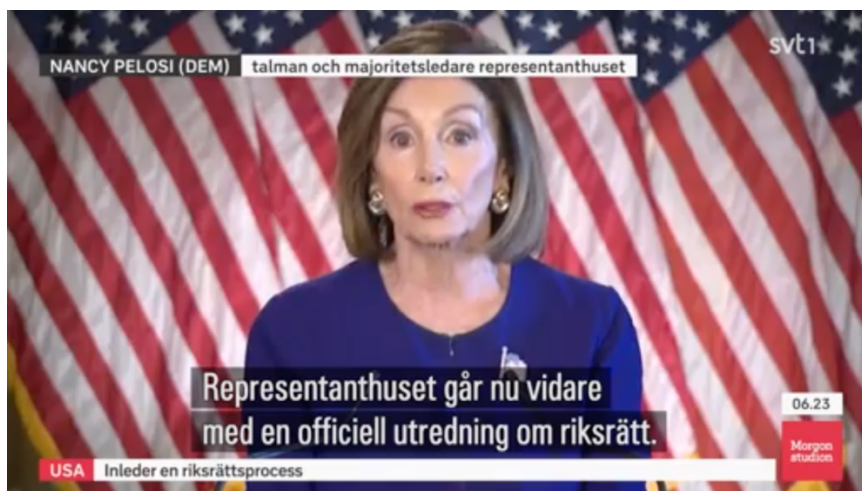 svt1
NANCY PELOSI (DEM) talman och majoritetsledare representanthuset
Representanthuset går nu vidare
med en officiell utredning om riksrätt.
06.23
Morgon
studion
USA Inleder en riksrättsprocess